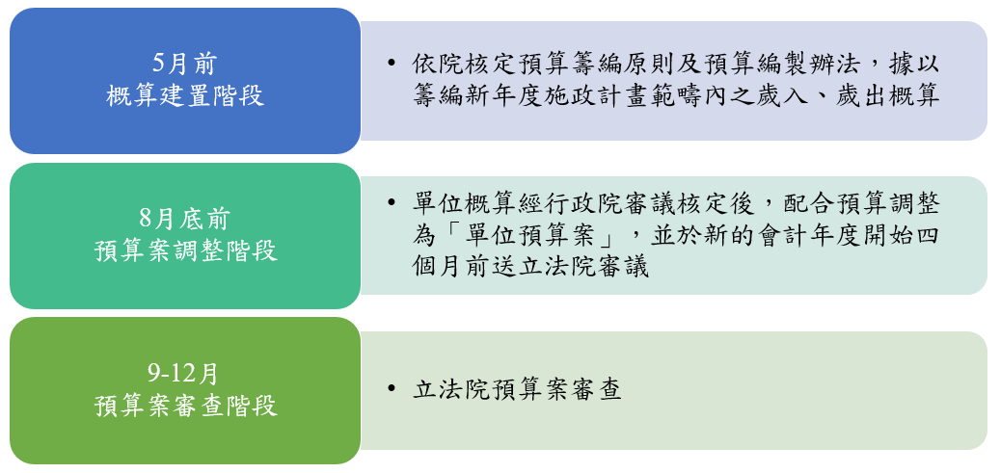 5月前
概算建置階段
• 依院核定預算籌編原則及預算編製辦法，據以
籌編新年度施政計畫範疇內之歲入、歲出概算
8月底前
預算案調整階段
• 單位概算經行政院審議核定後，配合預算調整
為「單位預算案」，並於新的會計年度開始四
個月前送立法院審議
9-12月
預算案審查階段
• 立法院預算案審查